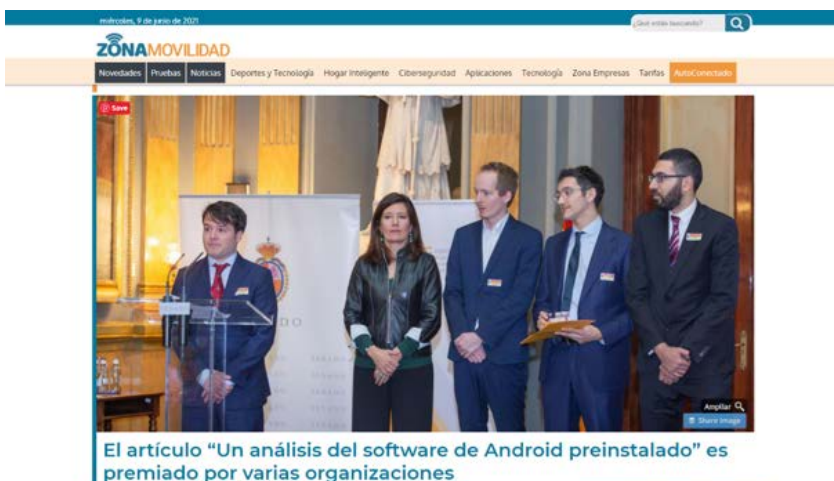 miércoles, 9 de junio de 2021
¿Qué estás buscando?
ZONAMOVILIDAD
Novedades Pruebas Noticias Deportes y Tecnología Hogar Inteligente Ciberseguridad Aplicaciones Tecnología Zona Empresas Tarifas AutoConectado
Save
Ampliar
Share Image
El artículo “Un análisis del software de Android preinstalado” es
premiado por varias organizaciones